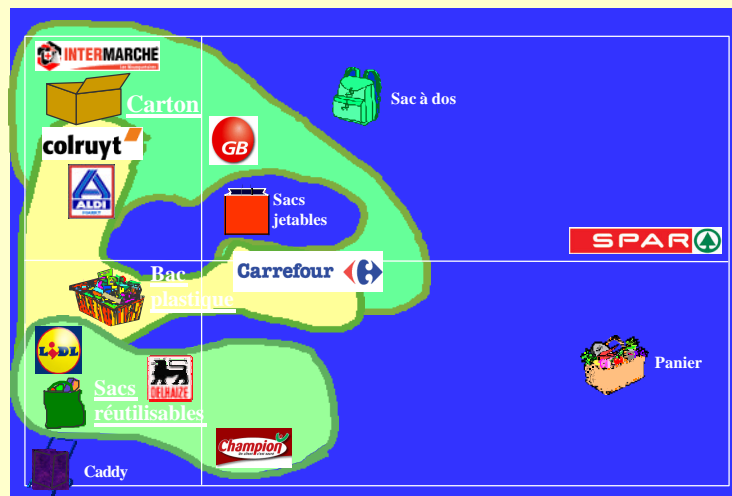 INTERMARCHE
Carton
Sac à dos
colruyt
GB
ALDI
MARKT
Sacs
jetables
SPAR
Bac
plastique
Carrefour
LiDL
DELHAIZE
Panier
Sacs
réutilisables
Champion
Caddy